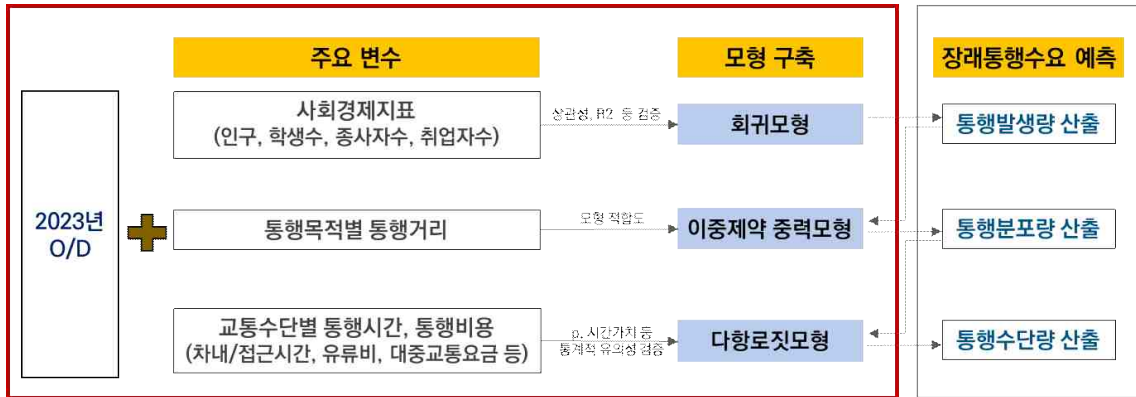 주요 변수
모형 구축
장래통행수요 예측
2023년
O/D
사회경제지표
(인구, 학생수, 종사자수, 취업자수)
상관성, R2 등 검증
회귀모형
통행발생량 산출
통행목적별 통행거리
모형 적합도
이중제약 중력모형
통행분포량 산출
교통수단별 통행시간, 통행비용
(차내/접근시간, 유류비, 대중교통요금 등)
p, 시간가치 등
통계적 유의성 검증
다항로짓모형
통행수단량 산출